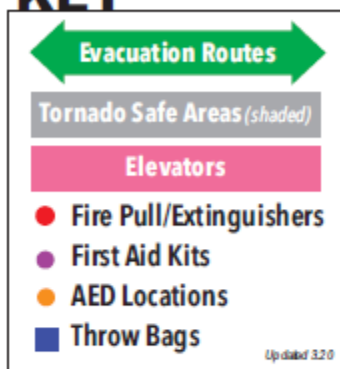 KEY
Evacuation Routes
Tornado Safe Areas (shaded)
Elevators
Fire Pull/Extinguishers
First Aid Kits
AED Locations
Throw Bags
Updated 3.20